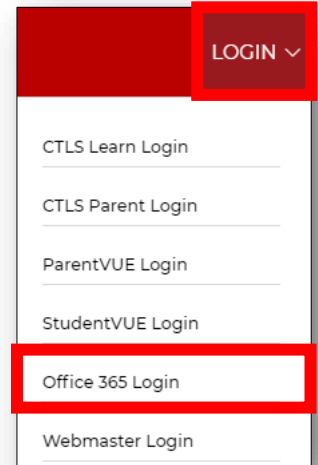 LOGIN
CTLS Learn Login
CTLS Parent Login
ParentVUE Login
StudentVUE Login
Office 365 Login
Webmaster Login